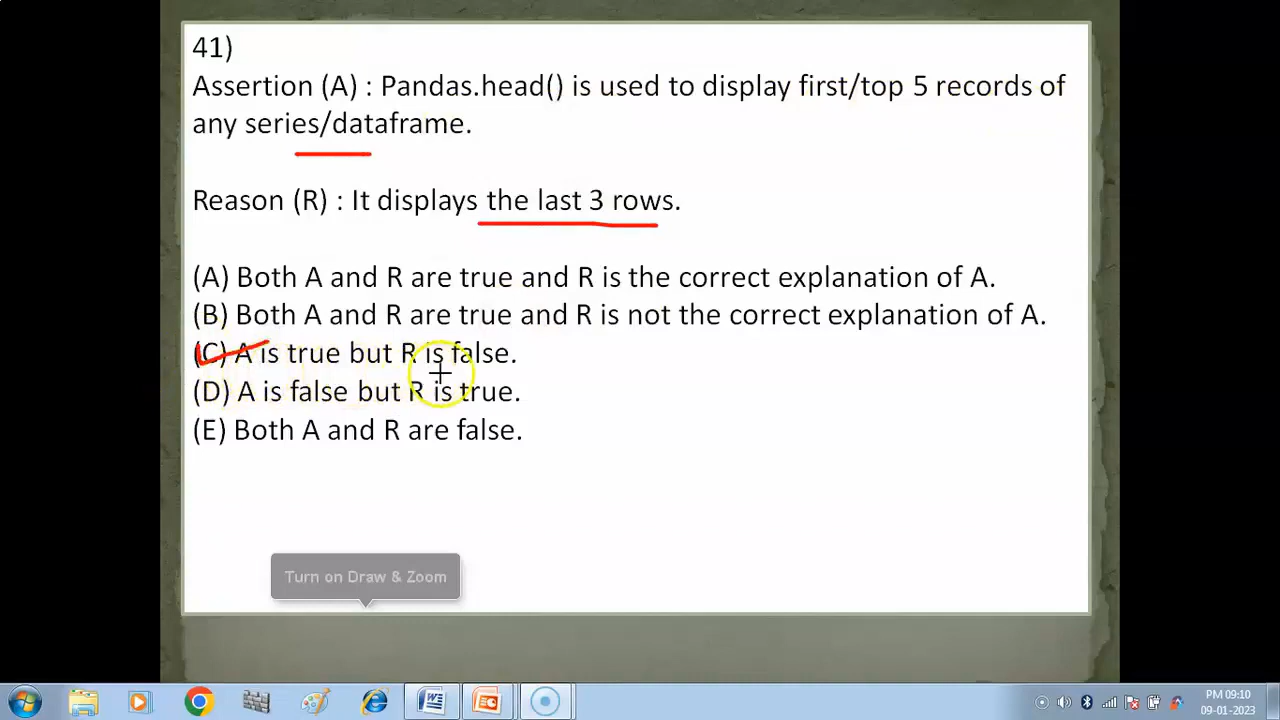 41)
Assertion (A) : Pandas.head() is used to display first/top 5 records of
any series/dataframe.
Reason (R) : It displays the last 3 rows.
(A) Both A and R are true and R is the correct explanation of A.
(B) Both A and R are true and R is not the correct explanation of A.
(C) A is true but R is false.
(D) A is false but R is true.
(E) Both A and R are false.
Turn on Draw & Zoom
PM 09:10
09-01-2023